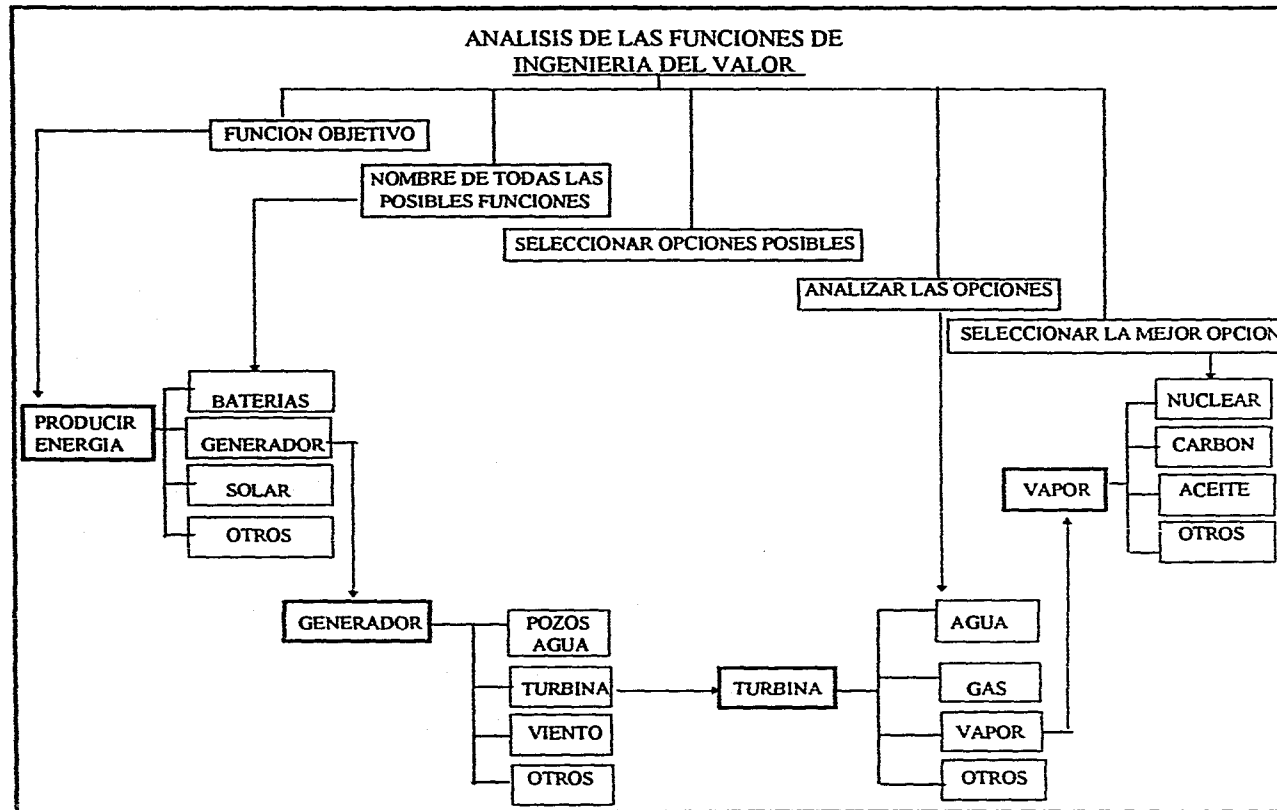 ANALISIS DE LAS FUNCIONES DE
INGENIERIA DEL VALOR
FUNCION OBJETIVO
NOMBRE DE TODAS LAS
POSIBLES FUNCIONES
SELECCIONAR OPCIONES POSIBLES
ANALIZAR LAS OPCIONES
SELECCIONAR LA MEJOR OPCION
PRODUCIR
ENERGIA
BATERIAS
GENERADOR
SOLAR
OTROS
GENERADOR
POZOS
AGUA
TURBINA
VIENTO
OTROS
TURBINA
AGUA
GAS
VAPOR
OTROS
VAPOR
NUCLEAR
CARBON
ACEITE
OTROS